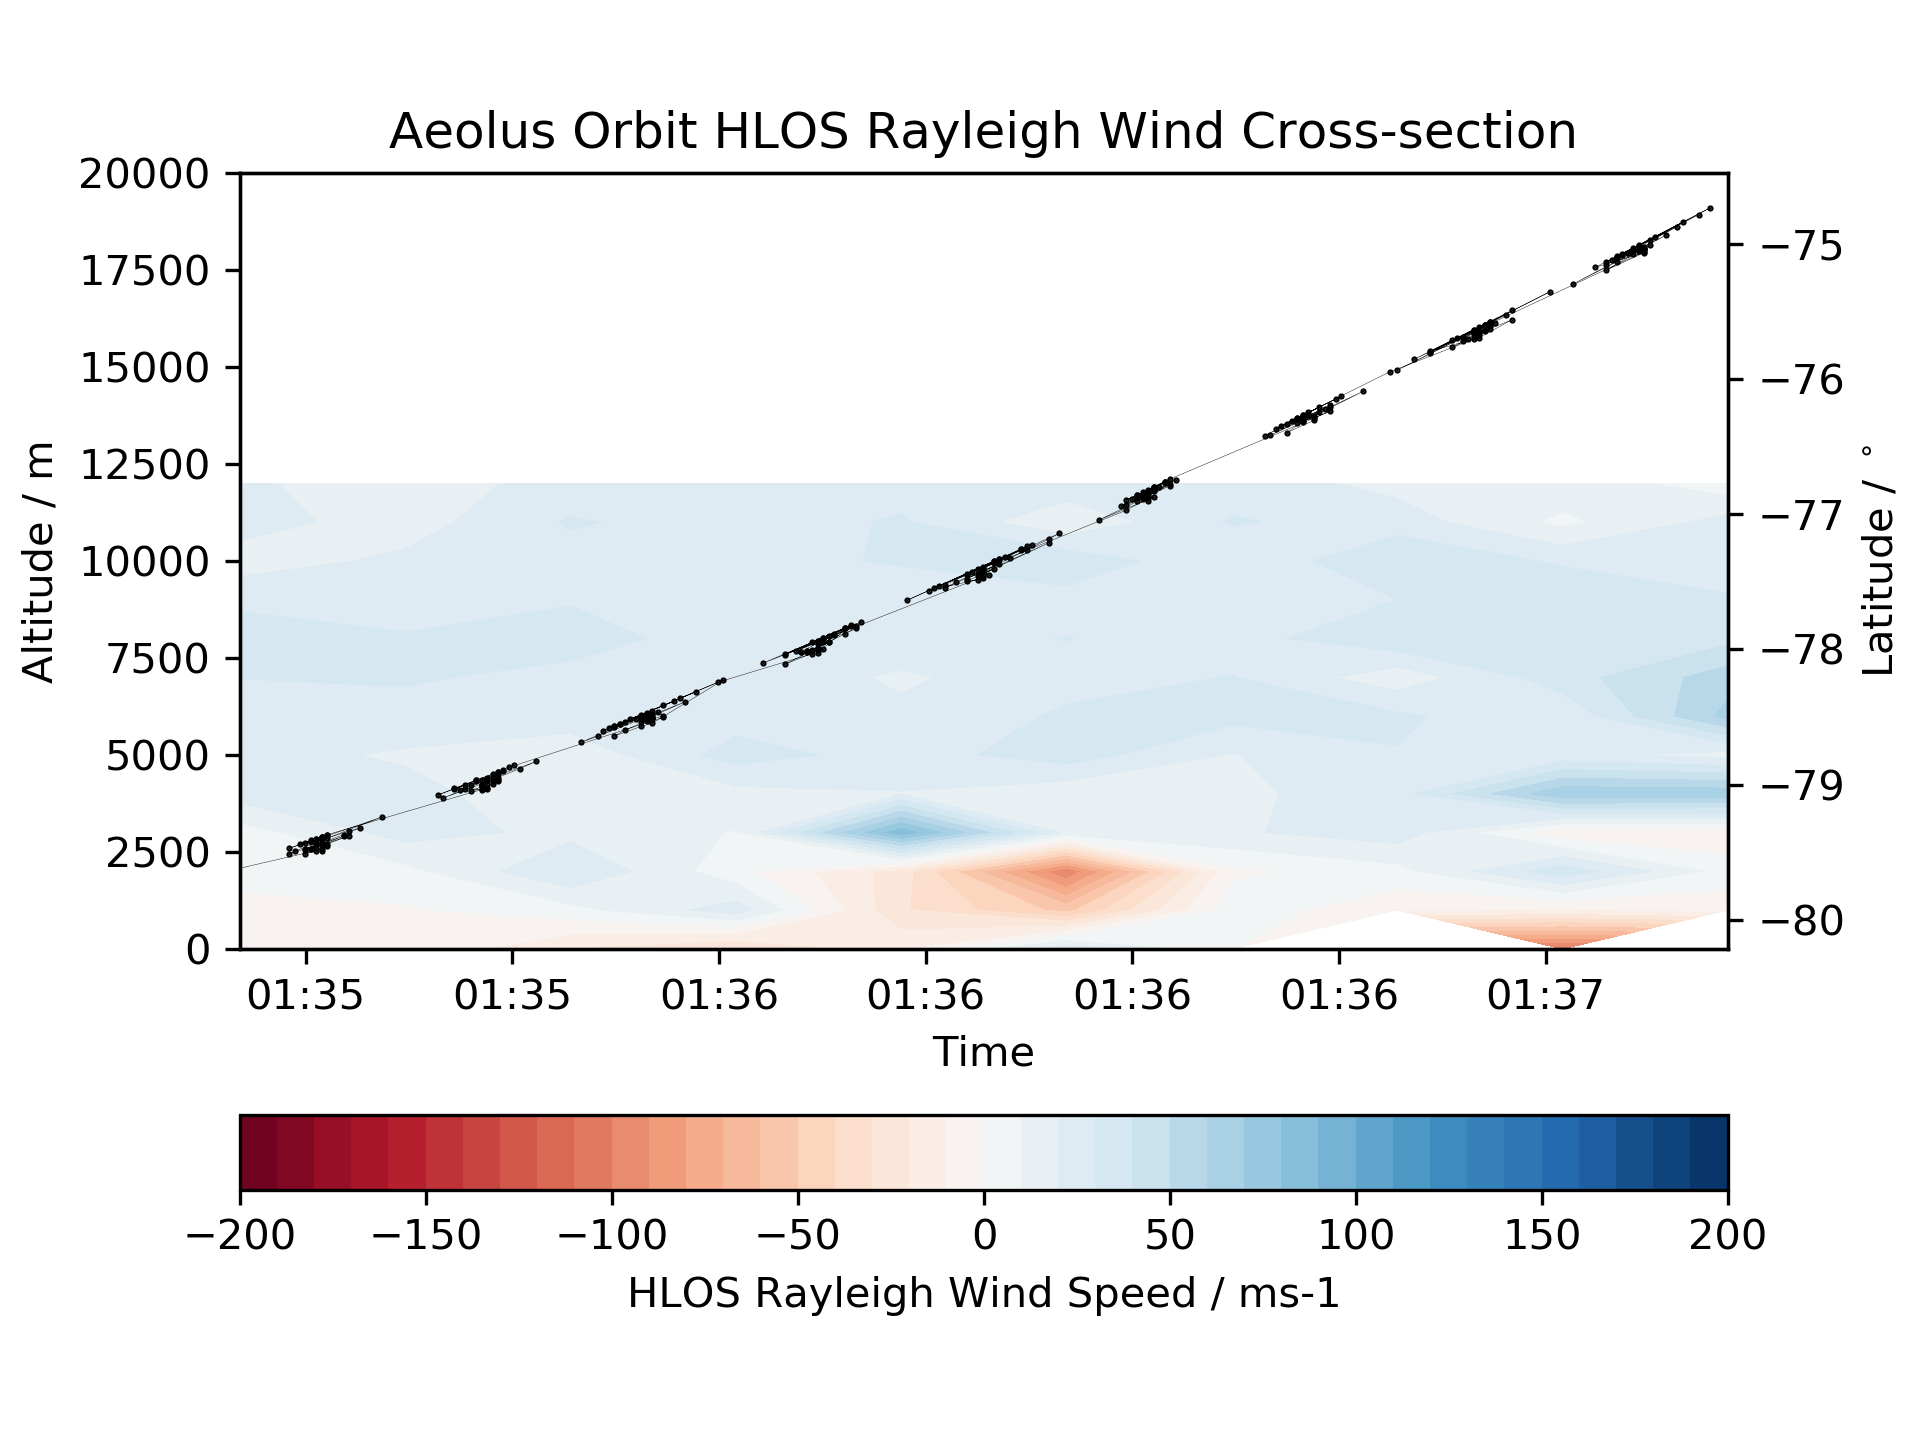 Aeolus Orbit HLOS Rayleigh Wind Cross-section
20000
17500
15000
12500
10000
7500
5000
2500
0
Altitude / m
−75
−76
−77
−78
−79
−80
Latitude / °
01:35 01:35 01:36 01:36 01:36 01:36 01:37
Time
−200 −150 −100 −50 0 50 100 150 200
HLOS Rayleigh Wind Speed / ms-1